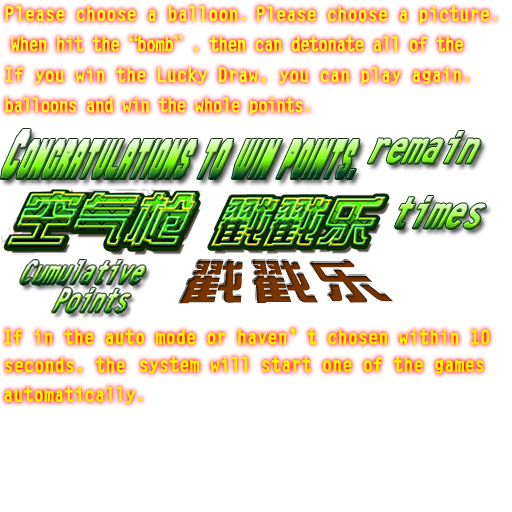 Please choose a balloon. Please choose a picture.
When hit the “bomb” , then can detonate all of the
If you win the Lucky Draw, you can play again.
balloons and win the whole points.
CONGRATULATIONS TO WIN POINTS. remain
空气枪 戳戳乐 times
Cumulative 戳戳乐
Points
If in the auto mode or haven’t chosen within 10
seconds, the system will start one of the games
automatically.